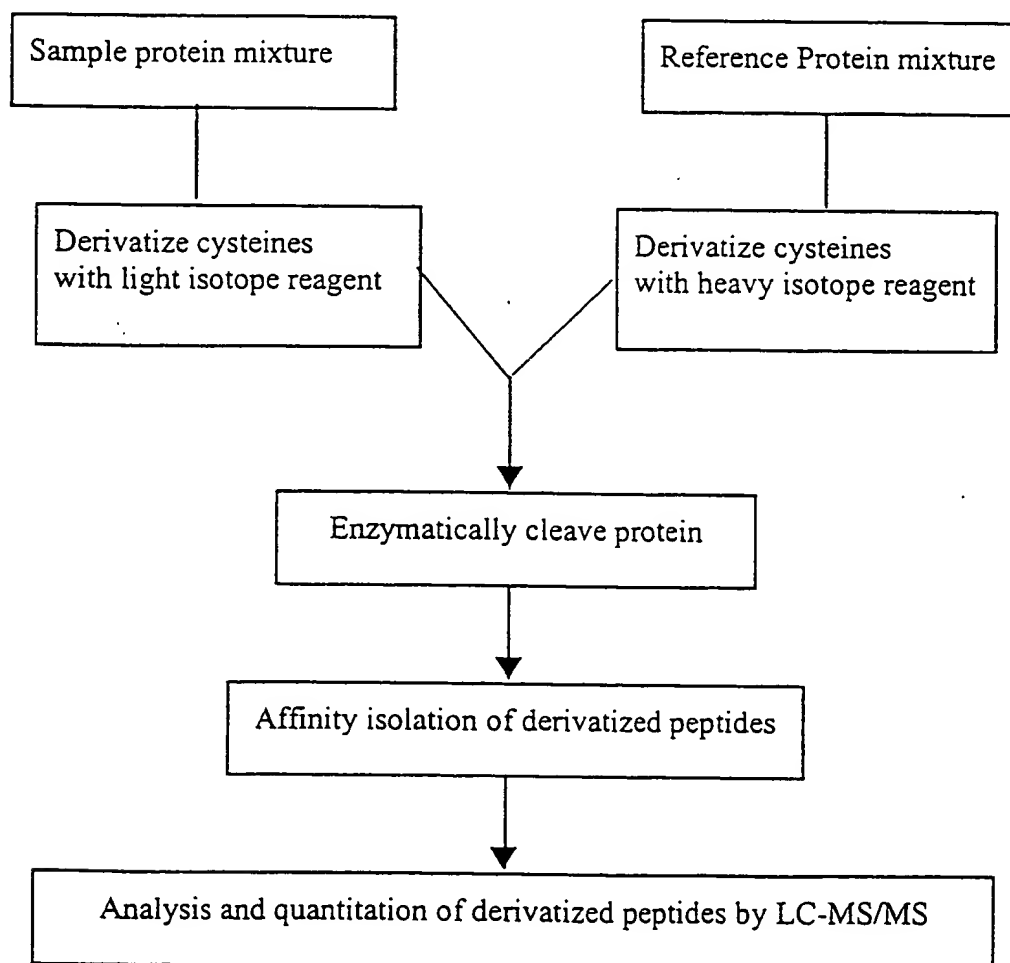 Sample protein mixture
Reference Protein mixture
Derivatize cysteines
with light isotope reagent
Derivatize cysteines
with heavy isotope reagent
Enzymatically cleave protein
Affinity isolation of derivatized peptides
Analysis and quantitation of derivatized peptides by LC-MS/MS